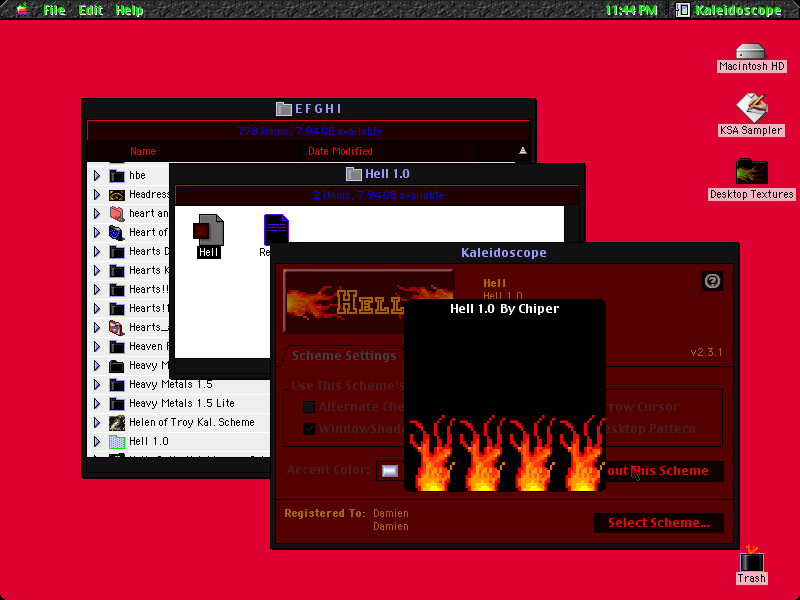 File Edit Help
11:44 PM
Kaleidoscope
Macintosh HD
KSA Sampler
Desktop Textures
Trash
E F G H I
778 items, 7.94 GB available
Name
Date Modified
hbe
Headress
heart an
Heart of
Hearts D
Hearts K
Hearts!!
Hearts!1
Hearts_
Heaven
Heavy M
Heavy Metals 1.5
Heavy Metals 1.5 Lite
Helen of Troy Kal. Scheme
Hell 1.0
Hell 1.0
2 items, 7.94 GB available
Hell
Re
Kaleidoscope
HELL
Hell
Hell 1.0
v2.3.1
Scheme Settings
Use This Scheme's
Alternate Che
rrow Cursor
WindowShade
esktop Pattern
Accent Color:
out This Scheme
Registered To: Damien
Damien
Select Scheme...
Hell 1.0 By Chiper